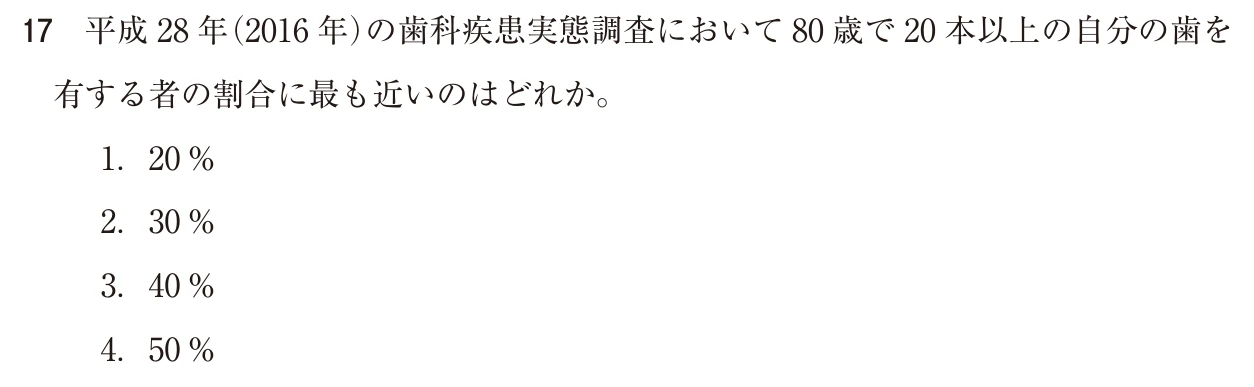 17 平成 28 年(2016 年)の歯科疾患実態調査において 80 歳で 20 本以上の自分の歯を
有する者の割合に最も近いのはどれか。
1. 20 %
2. 30 %
3. 40 %
4. 50 %